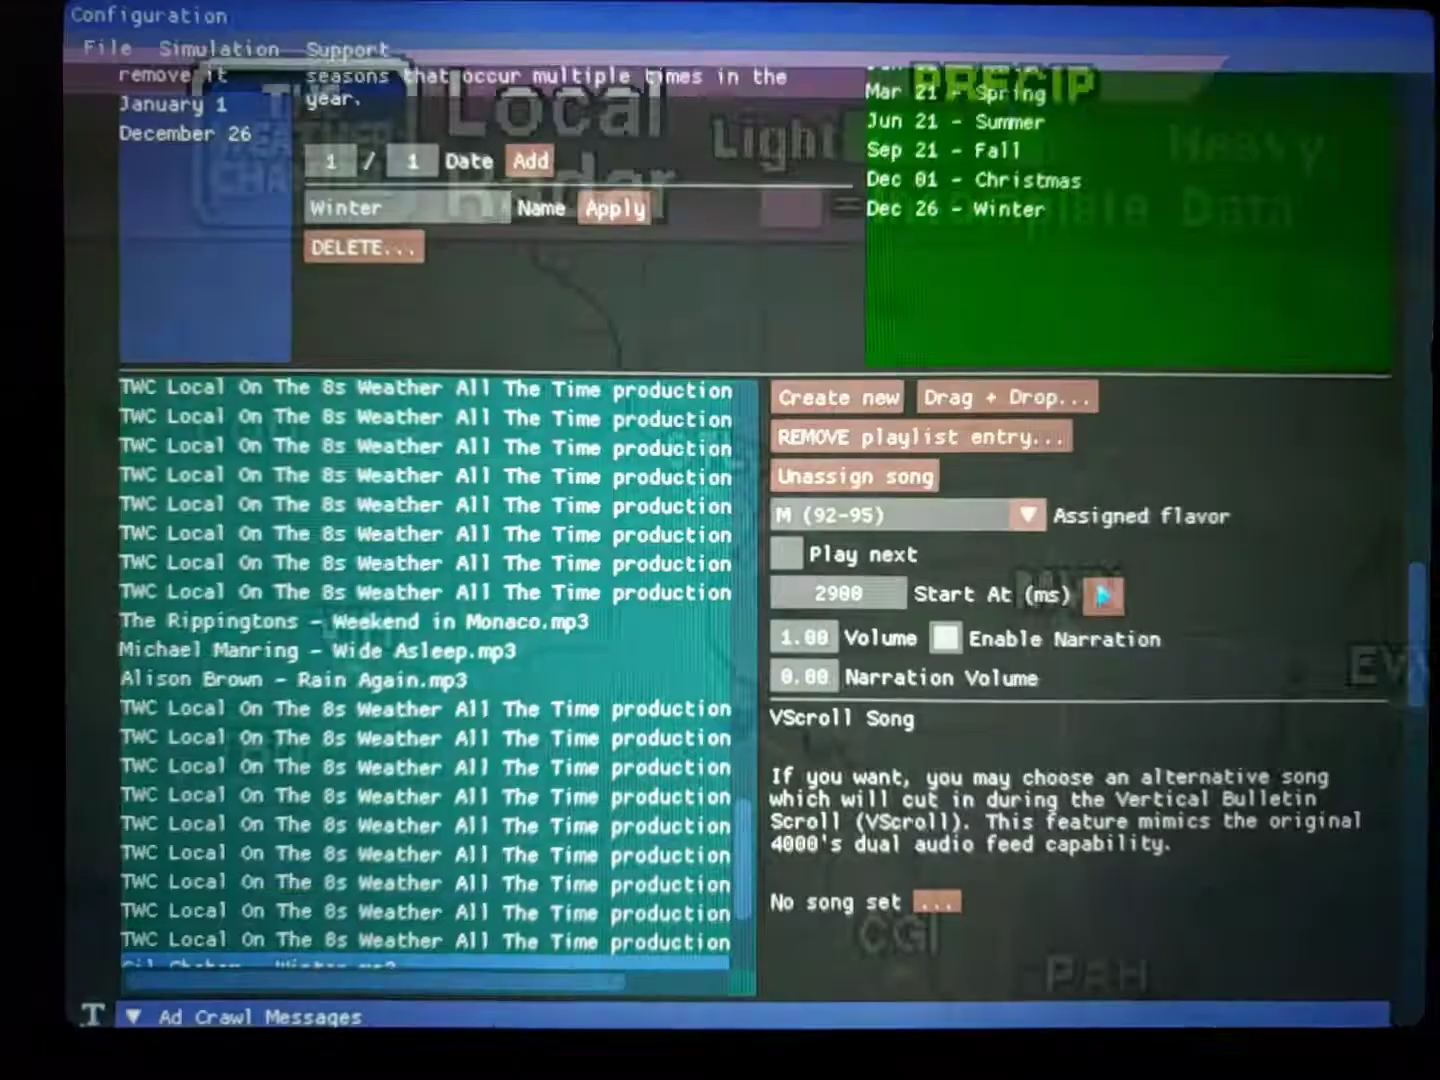 Configuration
File Simulation Support
remove it
January 1
December 26
seasons that occur multiple times in the
year.
1 / 1 Date Add
Winter Name Apply
DELETE...
THE
WEATHER
CHANNEL
Local
Radar
PRECIP
Light Heavy
= Incomplete Data
Mar 21 - Spring
Jun 21 - Summer
Sep 21 - Fall
Dec 01 - Christmas
Dec 26 - Winter
TWC Local On The 8s Weather All The Time production
TWC Local On The 8s Weather All The Time production
TWC Local On The 8s Weather All The Time production
TWC Local On The 8s Weather All The Time production
TWC Local On The 8s Weather All The Time production
TWC Local On The 8s Weather All The Time production
TWC Local On The 8s Weather All The Time production
TWC Local On The 8s Weather All The Time production
The Rippingtons - Weekend in Monaco.mp3
Michael Manring - Wide Asleep.mp3
Alison Brown - Rain Again.mp3
TWC Local On The 8s Weather All The Time production
TWC Local On The 8s Weather All The Time production
TWC Local On The 8s Weather All The Time production
TWC Local On The 8s Weather All The Time production
TWC Local On The 8s Weather All The Time production
TWC Local On The 8s Weather All The Time production
TWC Local On The 8s Weather All The Time production
TWC Local On The 8s Weather All The Time production
TWC Local On The 8s Weather All The Time production
Create new Drag + Drop...
REMOVE playlist entry...
Unassign song
M (92-95) Assigned flavor
Play next
2900 Start At (ms)
1.00 Volume Enable Narration
0.00 Narration Volume
VScroll Song
If you want, you may choose an alternative song
which will cut in during the Vertical Bulletin
Scroll (VScroll). This feature mimics the original
4000's dual audio feed capability.
No song set ...
CGI
PAH
T
Ad Crawl Messages